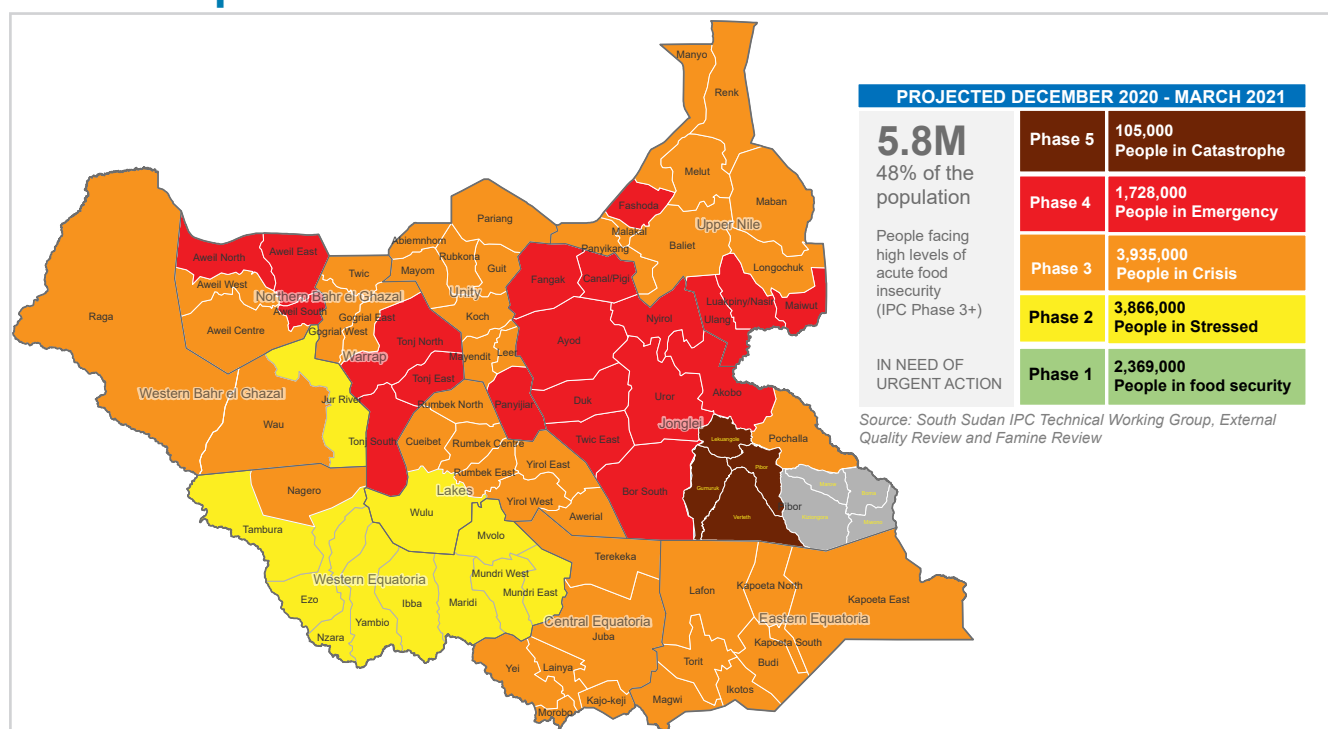 Manyo
Renk
Melut
Maban
Fashoda
Malakal
Upper Nile
Panyikang
Baliet
Longochuk
Pariang
Abiemnhom
Rubkona
Guit
Mayom
Unity
Koch
Leer
Mayendit
Fangak
Canal/Pigi
Luakpiny/Nasir
Maiwut
Ulang
Nyirol
Ayod
Uror
Akobo
Duk
Jonglei
Twic East
Bor South
Pochalla
Lekuangole
Pibor
Gumuruk
Verteth
ibor
Boma
Aweil North
Aweil East
Aweil West
Northern Bahr el Ghazal
Aweil South
Aweil Centre
Raga
Western Bahr el Ghazal
Wau
Jur River
Twic
Gogrial East
Gogrial West
Warrap
Tonj North
Tonj East
Tonj South
Panyijiar
Rumbek North
Cueibet
Rumbek Centre
Rumbek East
Yirol East
Yirol West
Awerial
Lakes
Wulu
Mvolo
Nagero
Tambura
Western Equatoria
Ezo
Nzara
Yambio
Ibba
Maridi
Mundri West
Mundri East
Terekeka
Central Equatoria
Juba
Yei
Lainya
Morobo
Kajo-keji
Lafon
Kapoeta North
Kapoeta East
Eastern Equatoria
Kapoeta South
Budi
Torit
Ikotos
Magwi
PROJECTED DECEMBER 2020 - MARCH 2021
5.8M
48% of the
population
People facing
high levels of
acute food
insecurity
(IPC Phase 3+)
IN NEED OF
URGENT ACTION
Phase 5
105,000
People in Catastrophe
Phase 4
1,728,000
People in Emergency
Phase 3
3,935,000
People in Crisis
Phase 2
3,866,000
People in Stressed
Phase 1
2,369,000
People in food security
Source: South Sudan IPC Technical Working Group, External
Quality Review and Famine Review